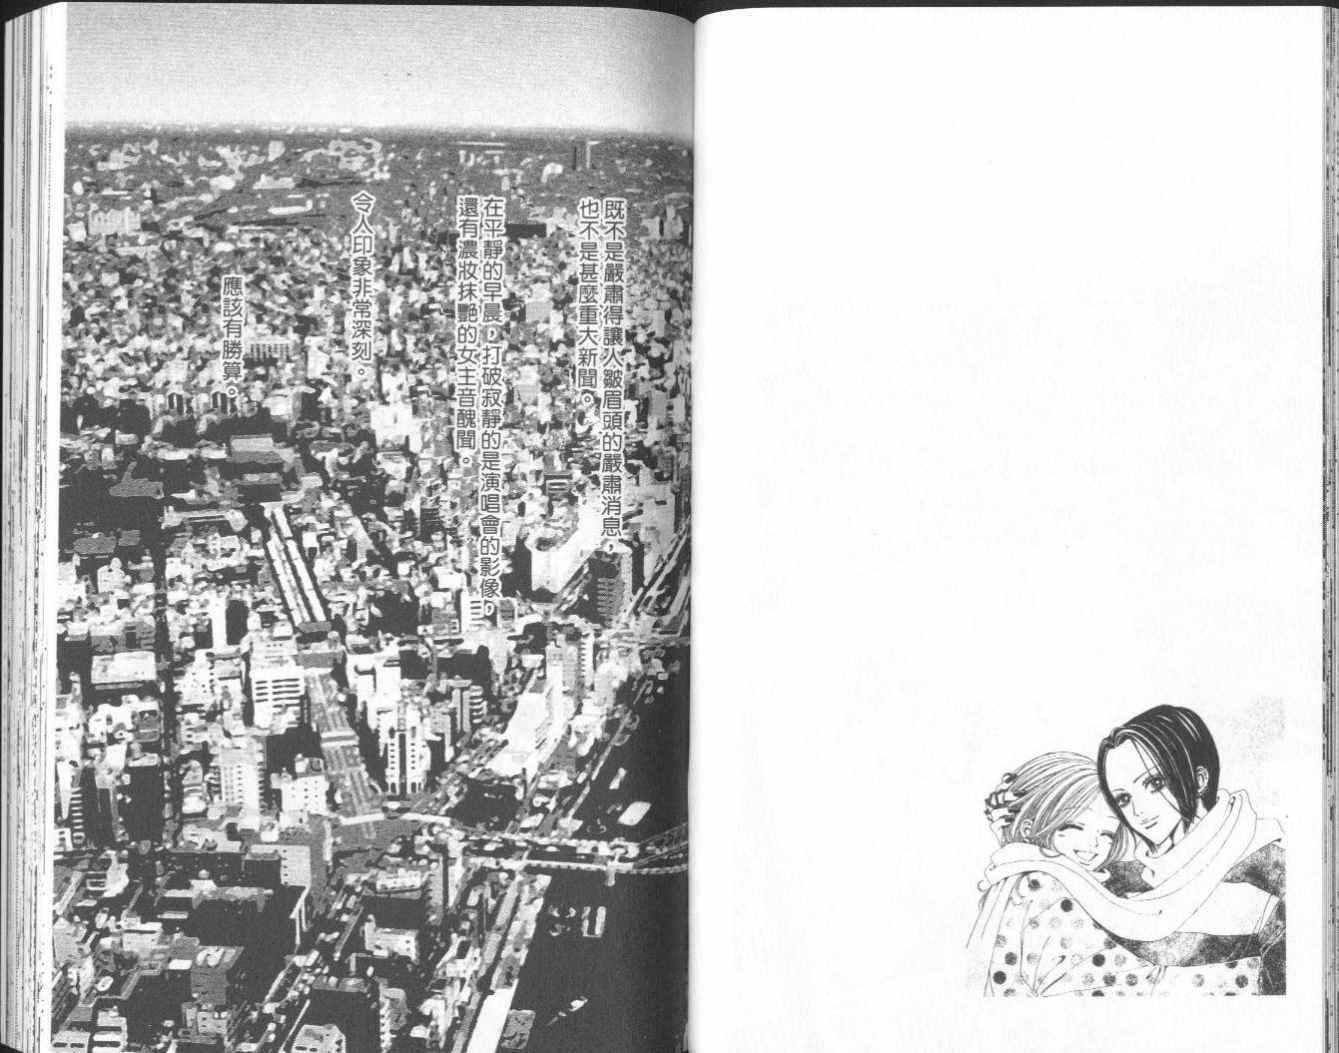 既不是嚴肅得讓人皺眉頭的嚴肅消息，
也不是甚麼重大新聞。
在平靜的早晨，打破寂靜的是演唱會的影像，
還有濃妝抹艷的女主音醜聞。
令人印象非常深刻。
應該有勝算。